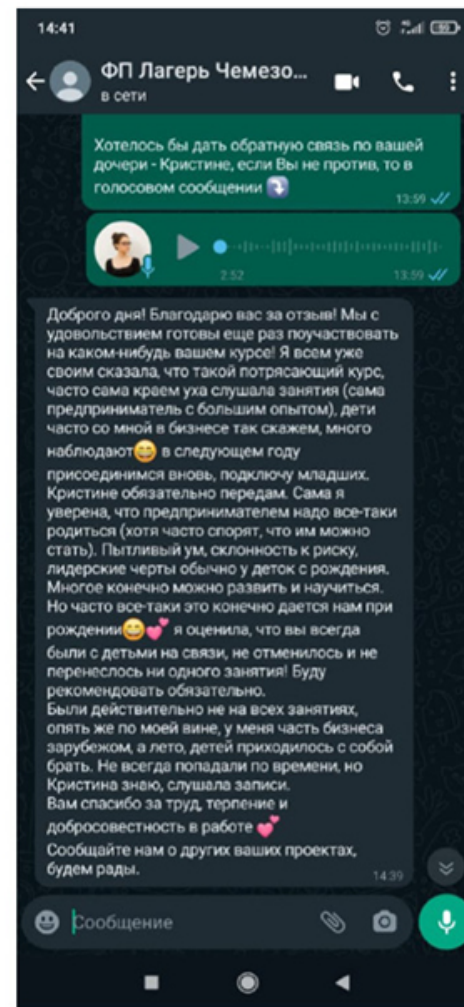 14:41
ФП Лагерь Чемезо...
в сети
Хотелось бы дать обратную связь по вашей
дочери - Кристине, если Вы не против, то в
голосовом сообщении
13:59
2:52
13:59
Доброго дня! Благодарю вас за отзыв! Мы с
удовольствием готовы еще раз поучаствовать
на каком-нибудь вашем курсе! Я всем уже
своим сказала, что такой потрясающий курс,
часто сама краем уха слушала занятия (сама
предприниматель с большим опытом), дети
часто со мной в бизнесе так скажем, много
наблюдают😄 в следующем году
присоединимся вновь, подключу младших.
Кристине обязательно передам. Сама я
уверена, что предпринимателем надо все-таки
родиться (хотя часто спорят, что им можно
стать). Пытливый ум, склонность к риску,
лидерские черты обычно у деток с рождения.
Многое конечно можно развить и научиться.
Но часто все-таки это конечно дается нам при
рождении😄💕 я оценила, что вы всегда
были с детьми на связи, не отменилось и не
перенеслось ни одного занятия! Буду
рекомендовать обязательно.
Были действительно не на всех занятиях,
опять же по моей вине, у меня часть бизнеса
зарубежом, а лето, детей приходилось с собой
брать. Не всегда попадали по времени, но
Кристина знаю, слушала записи.
Вам спасибо за труд, терпение и
добросовестность в работе 💕
Сообщайте нам о других ваших проектах,
будем рады.
14:39
Сообщение